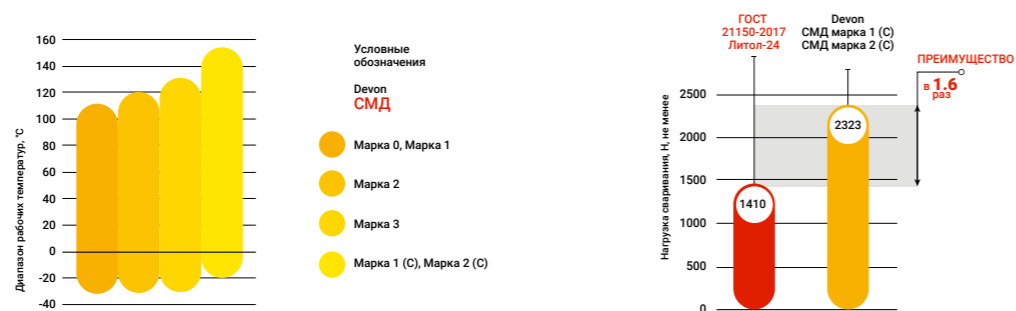 Диапазон рабочих температур, °С
160
140
120
100
80
60
40
20
0
-20
-40
Условные
обозначения
Devon
СМД
Марка 0, Марка 1
Марка 2
Марка 3
Марка 1 (С), Марка 2 (С)
Нагрузка сваривания, Н, не менее
2500
2000
1500
1000
500
0
ГОСТ
21150-2017
Литол-24
Devon
СМД марка 1 (С)
СМД марка 2 (С)
1410
2323
ПРЕИМУЩЕСТВО
в 1.6
раз